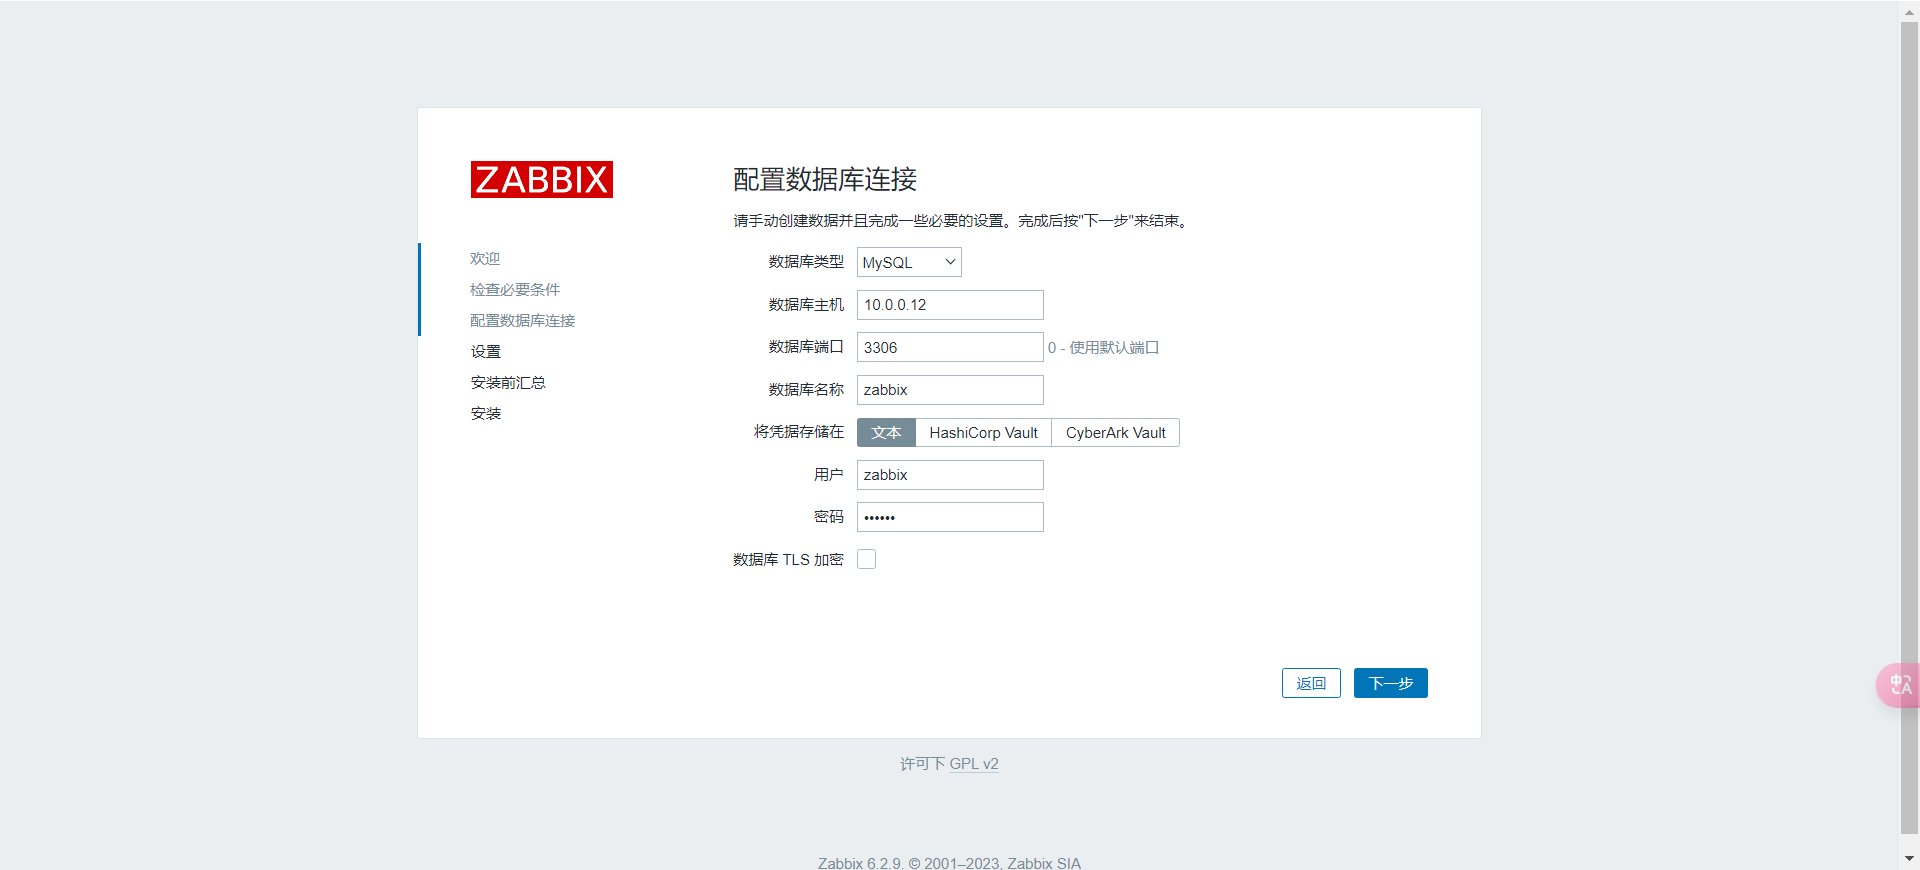 ZABBIX
欢迎
检查必要条件
配置数据库连接
设置
安装前汇总
安装
配置数据库连接
请手动创建数据并且完成一些必要的设置。完成后按"下一步"来结束。
数据库类型 MySQL
数据库主机 10.0.0.12
数据库端口 3306 0 - 使用默认端口
数据库名称 zabbix
将凭据存储在 文本 HashiCorp Vault CyberArk Vault
用户 zabbix
密码 ••••••
数据库 TLS 加密
返回 下一步
许可下 GPL v2
Zabbix 6.2.9. © 2001–2023, Zabbix SIA
中A